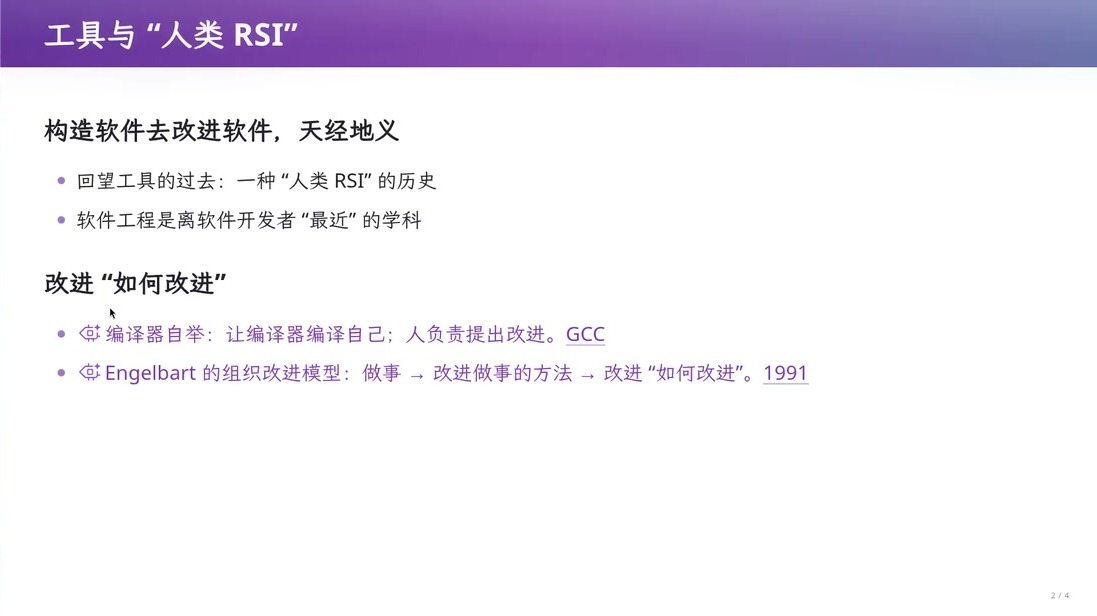 工具与 “人类 RSI”
构造软件去改进软件，天经地义
回望工具的过去：一种 “人类 RSI” 的历史
软件工程是离软件开发者 “最近” 的学科
改进 “如何改进”
编译器自举：让编译器编译自己；人负责提出改进。GCC
Engelbart 的组织改进模型：做事 → 改进做事的方法 → 改进 “如何改进”。1991
2 / 4